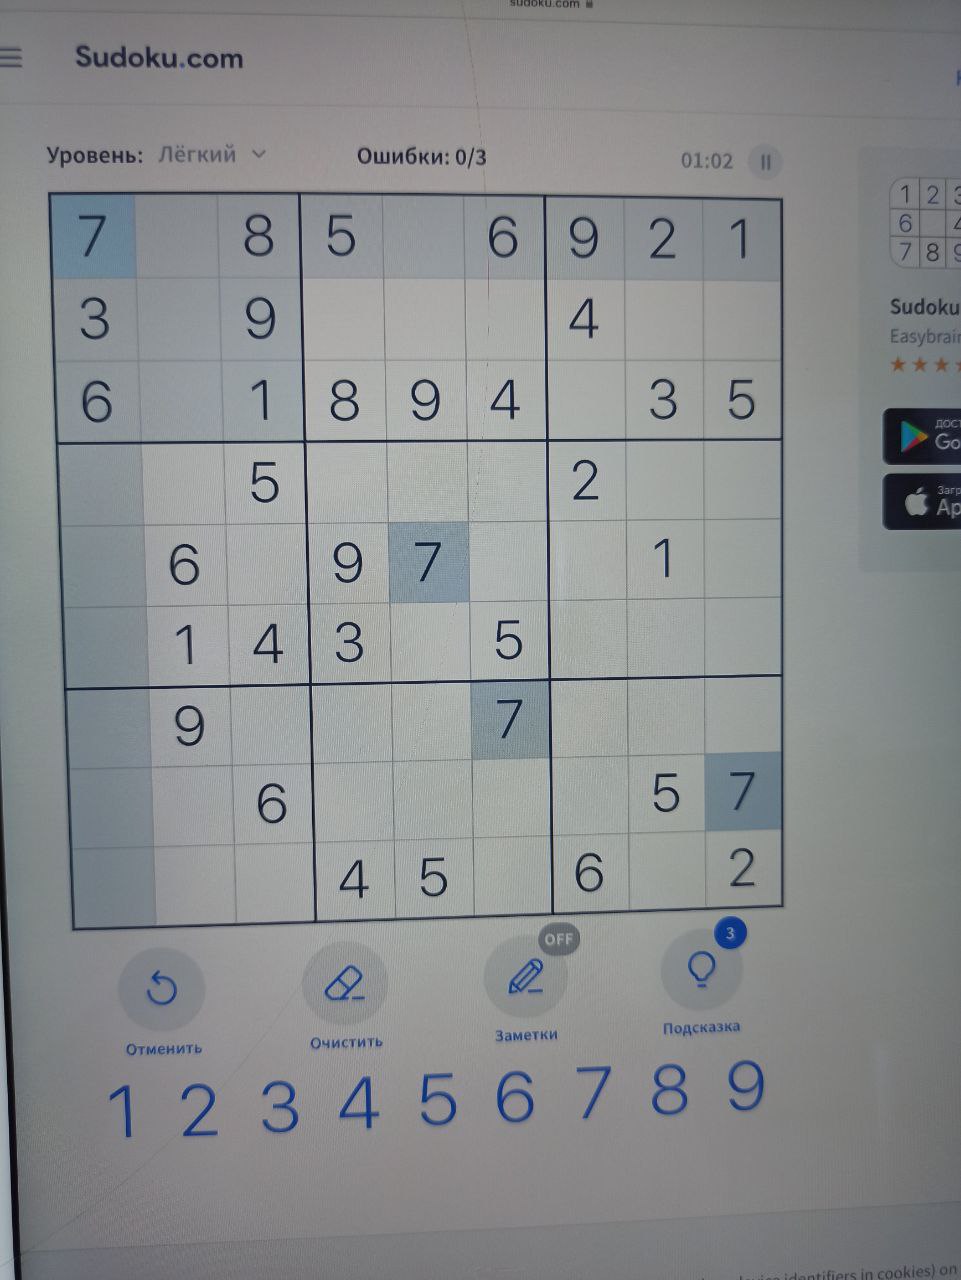 sudoku.com
Sudoku.com
Уровень: Лёгкий
Ошибки: 0/3
01:02
7 8 5 6 9 2 1
3 9 4
6 1 8 9 4 3 5
5 2
6 9 7 1
1 4 3 5
9 7
6 5 7
4 5 6 2
1 2 3
6 4
7 8 9
Sudoku
Easybrain
OFF
3
Отменить
Очистить
Заметки
Подсказка
1 2 3 4 5 6 7 8 9
identifiers in cookies) on